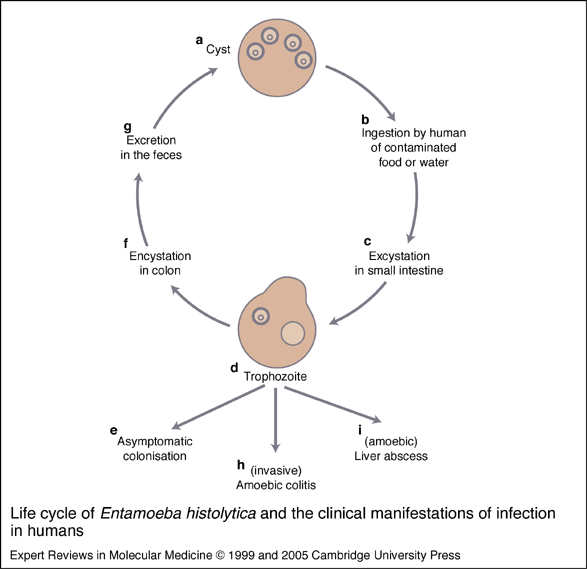 a Cyst
b
Ingestion by human
of contaminated
food or water
c
Excystation
in small intestine
d Trophozoite
e
Asymptomatic
colonisation
f
Encystation
in colon
g
Excretion
in the feces
h (invasive)
Amoebic colitis
i
(amoebic)
Liver abscess
Life cycle of Entamoeba histolytica and the clinical manifestations of infection
in humans
Expert Reviews in Molecular Medicine © 1999 and 2005 Cambridge University Press